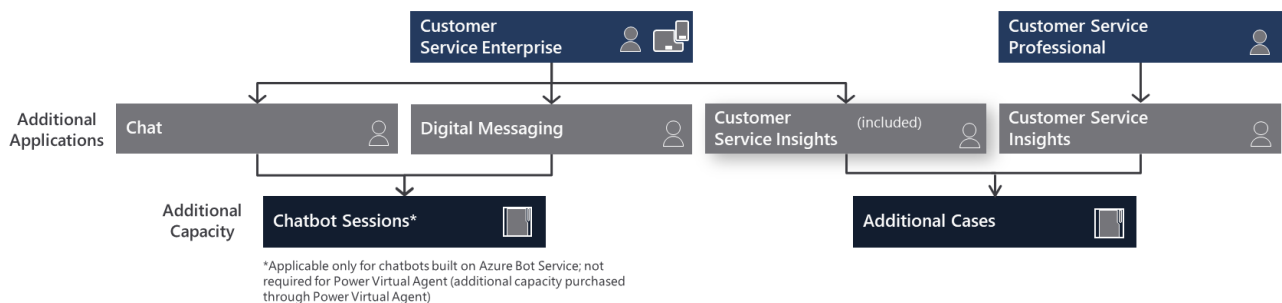 Customer
Service Enterprise
Customer Service
Professional
Additional
Applications
Chat
Digital Messaging
Customer
Service Insights
(included)
Customer Service
Insights
Additional
Capacity
Chatbot Sessions*
Additional Cases
*Applicable only for chatbots built on Azure Bot Service; not
required for Power Virtual Agent (additional capacity purchased
through Power Virtual Agent)